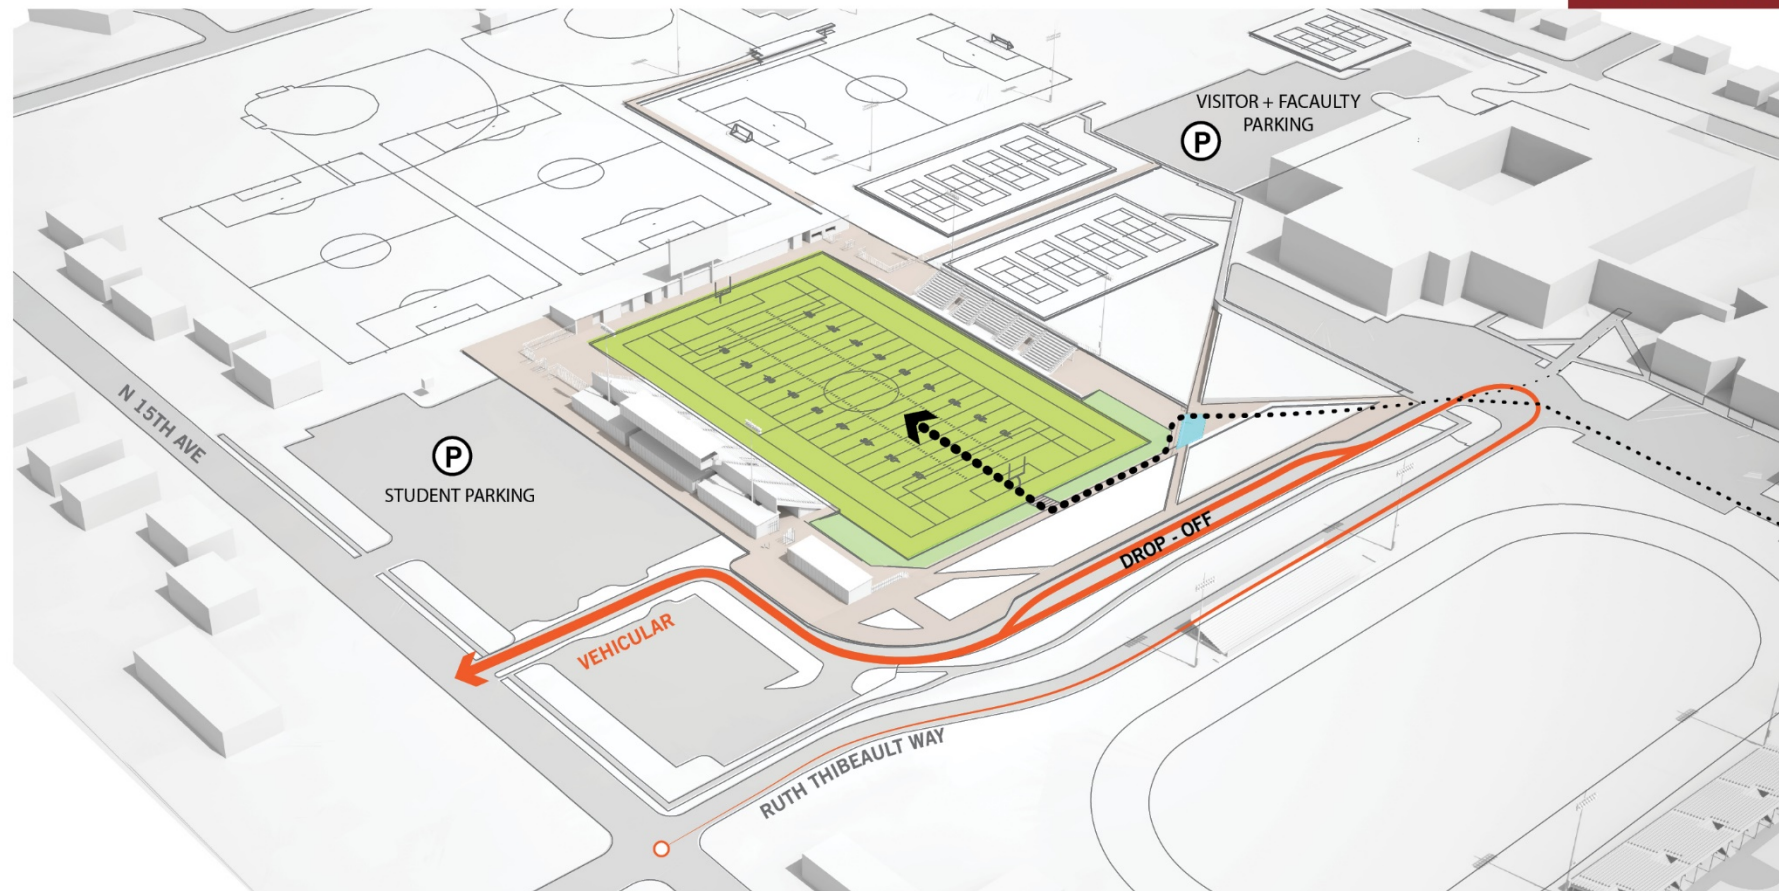 VISITOR + FACAULTY
PARKING
P
N 15TH AVE
P
STUDENT PARKING
DROP - OFF
VEHICULAR
RUTH THIBEAULT WAY